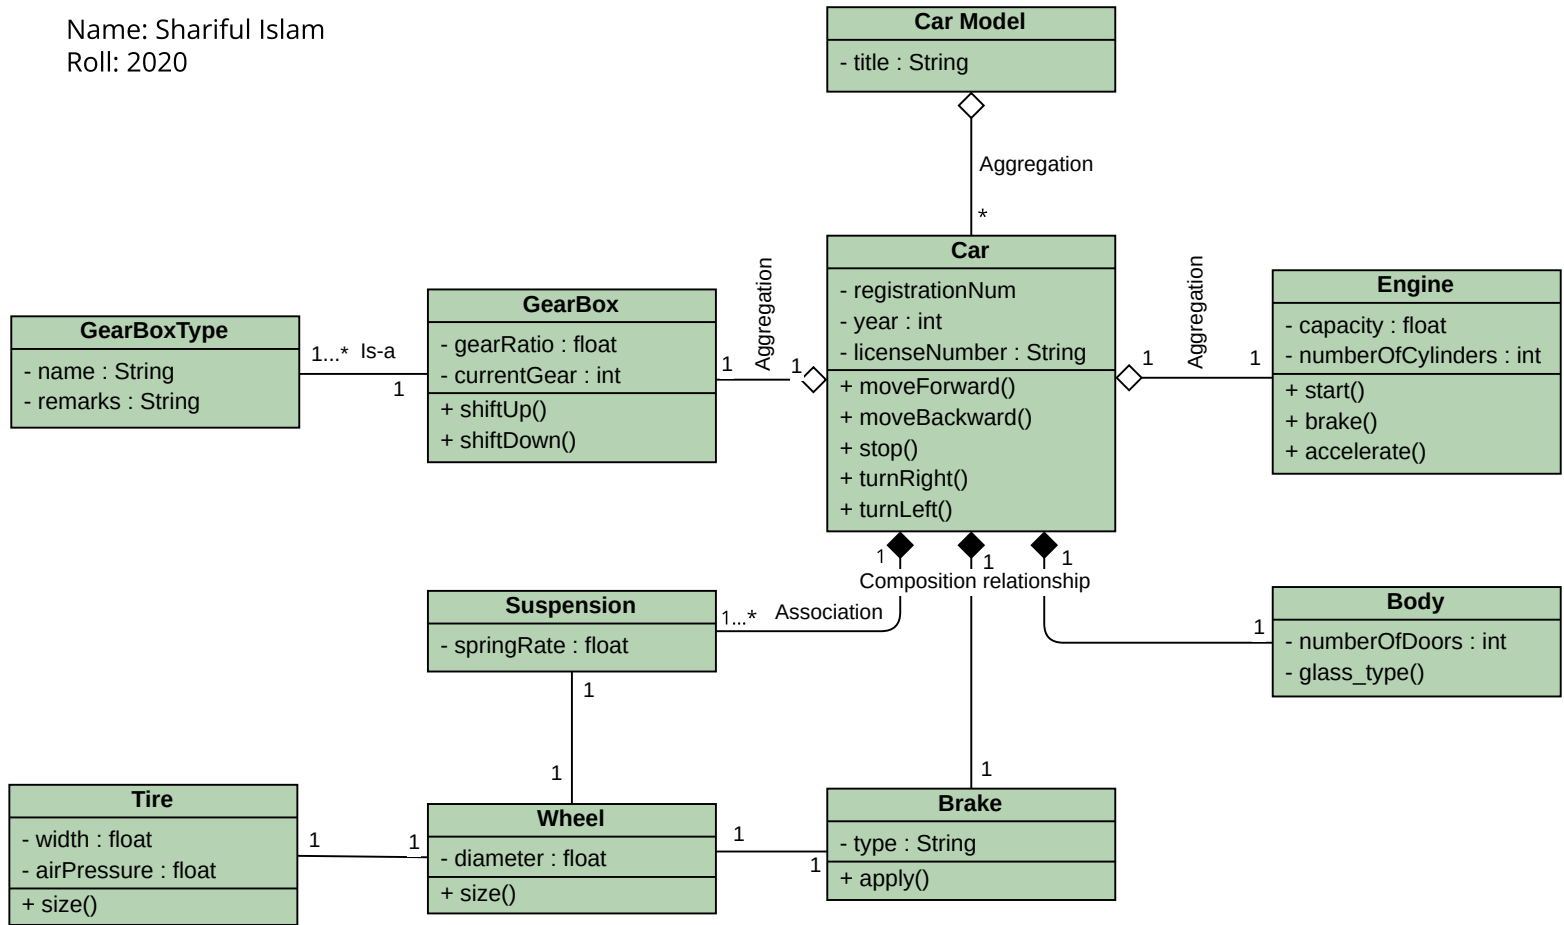 Name: Shariful Islam
Roll: 2020
Car Model
- title : String
Aggregation
*
Car
- registrationNum
- year : int
- licenseNumber : String
+ moveForward()
+ moveBackward()
+ stop()
+ turnRight()
+ turnLeft()
GearBoxType
- name : String
- remarks : String
1...* Is-a
1
GearBox
- gearRatio : float
- currentGear : int
+ shiftUp()
+ shiftDown()
1
Aggregation
1
1
Aggregation
1
Engine
- capacity : float
- numberOfCylinders : int
+ start()
+ brake()
+ accelerate()
1
1
1
Composition relationship
Suspension
- springRate : float
1...* Association
1
Body
- numberOfDoors : int
- glass_type()
1
1
1
Tire
- width : float
- airPressure : float
+ size()
1
1
Wheel
- diameter : float
+ size()
1
1
Brake
- type : String
+ apply()